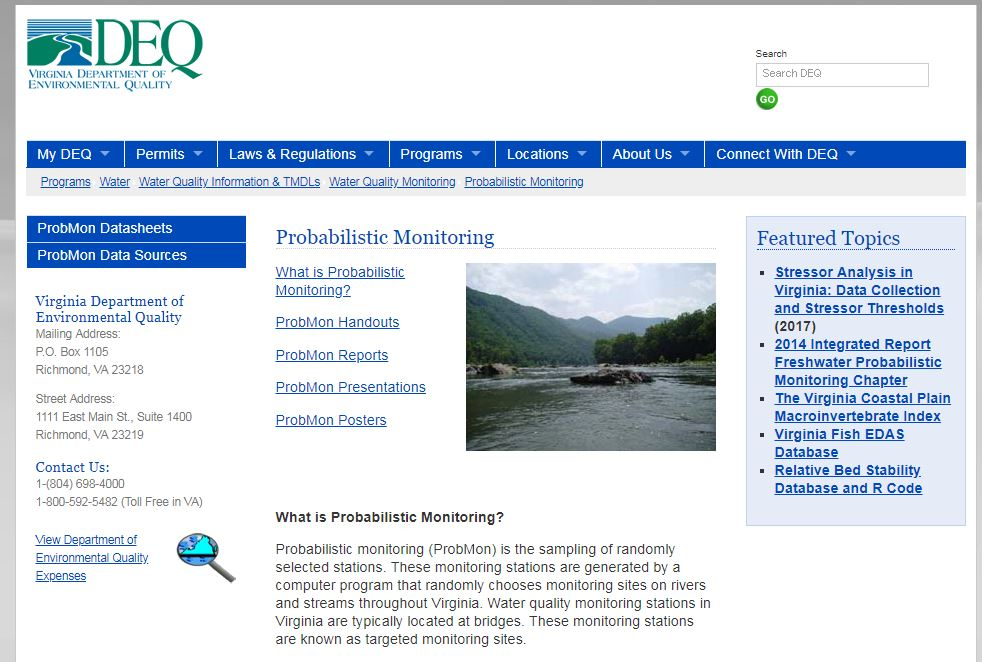 DEQ
VIRGINIA DEPARTMENT OF
ENVIRONMENTAL QUALITY
Search
Search DEQ
GO
My DEQ Permits Laws & Regulations Programs Locations About Us Connect With DEQ
Programs Water Water Quality Information & TMDLs Water Quality Monitoring Probabilistic Monitoring
ProbMon Datasheets
ProbMon Data Sources
Virginia Department of
Environmental Quality
Mailing Address:
P.O. Box 1105
Richmond, VA 23218
Street Address:
1111 East Main St., Suite 1400
Richmond, VA 23219
Contact Us:
1-(804) 698-4000
1-800-592-5482 (Toll Free in VA)
View Department of
Environmental Quality
Expenses
Probabilistic Monitoring
What is Probabilistic
Monitoring?
ProbMon Handouts
ProbMon Reports
ProbMon Presentations
ProbMon Posters
What is Probabilistic Monitoring?
Probabilistic monitoring (ProbMon) is the sampling of randomly
selected stations. These monitoring stations are generated by a
computer program that randomly chooses monitoring sites on rivers
and streams throughout Virginia. Water quality monitoring stations in
Virginia are typically located at bridges. These monitoring stations
are known as targeted monitoring sites.
Featured Topics
Stressor Analysis in
Virginia: Data Collection
and Stressor Thresholds
(2017)
2014 Integrated Report
Freshwater Probabilistic
Monitoring Chapter
The Virginia Coastal Plain
Macroinvertebrate Index
Virginia Fish EDAS
Database
Relative Bed Stability
Database and R Code